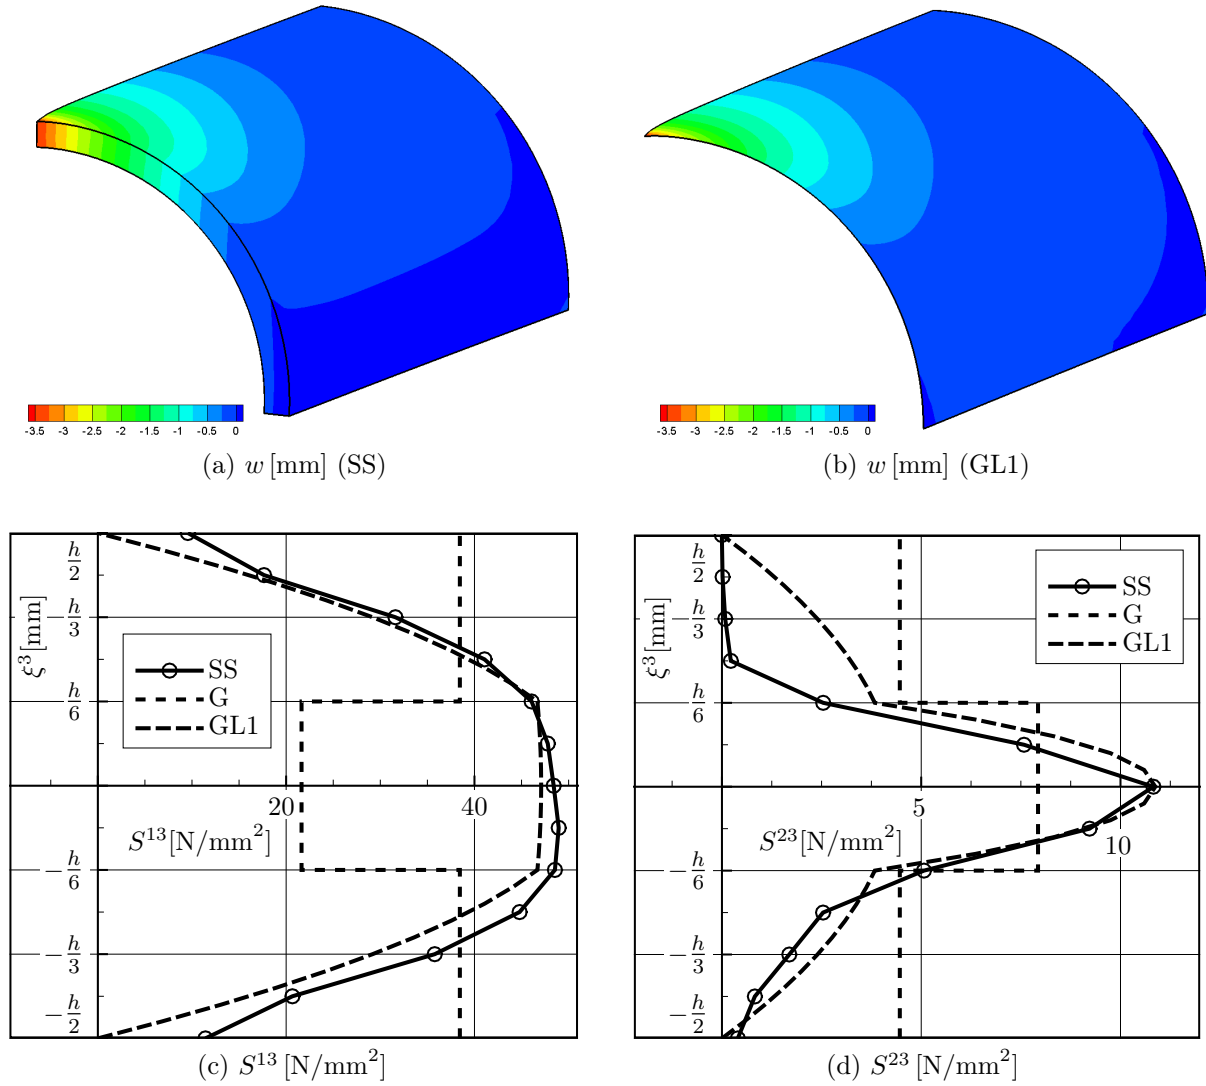 -3.5 -3 -2.5 -2 -1.5 -1 -0.5 0
-3.5 -3 -2.5 -2 -1.5 -1 -0.5 0
(a) w [mm] (SS)
(b) w [mm] (GL1)
ξ³ [mm]
h/2
h/3
h/6
-h/6
-h/3
-h/2
SS
G
GL1
20 40
S¹³[N/mm²]
(c) S¹³ [N/mm²]
ξ³ [mm]
h/2
h/3
h/6
-h/6
-h/3
-h/2
SS
G
GL1
5 10
S²³[N/mm²]
(d) S²³ [N/mm²]